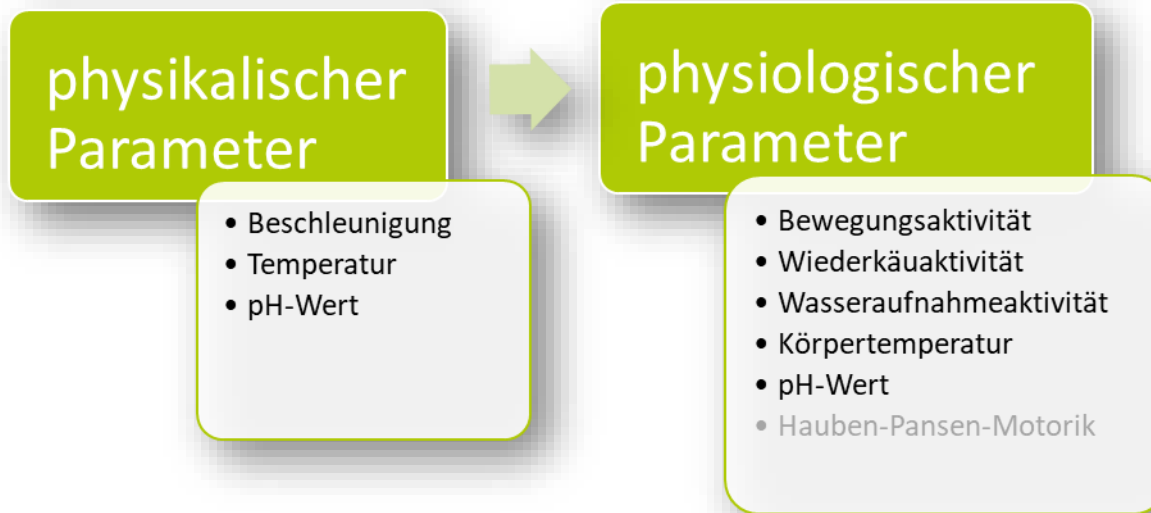 physikalischer
Parameter
• Beschleunigung
• Temperatur
• pH-Wert
physiologischer
Parameter
• Bewegungsaktivität
• Wiederkäuaktivität
• Wasseraufnahmeaktivität
• Körpertemperatur
• pH-Wert
• Hauben-Pansen-Motorik